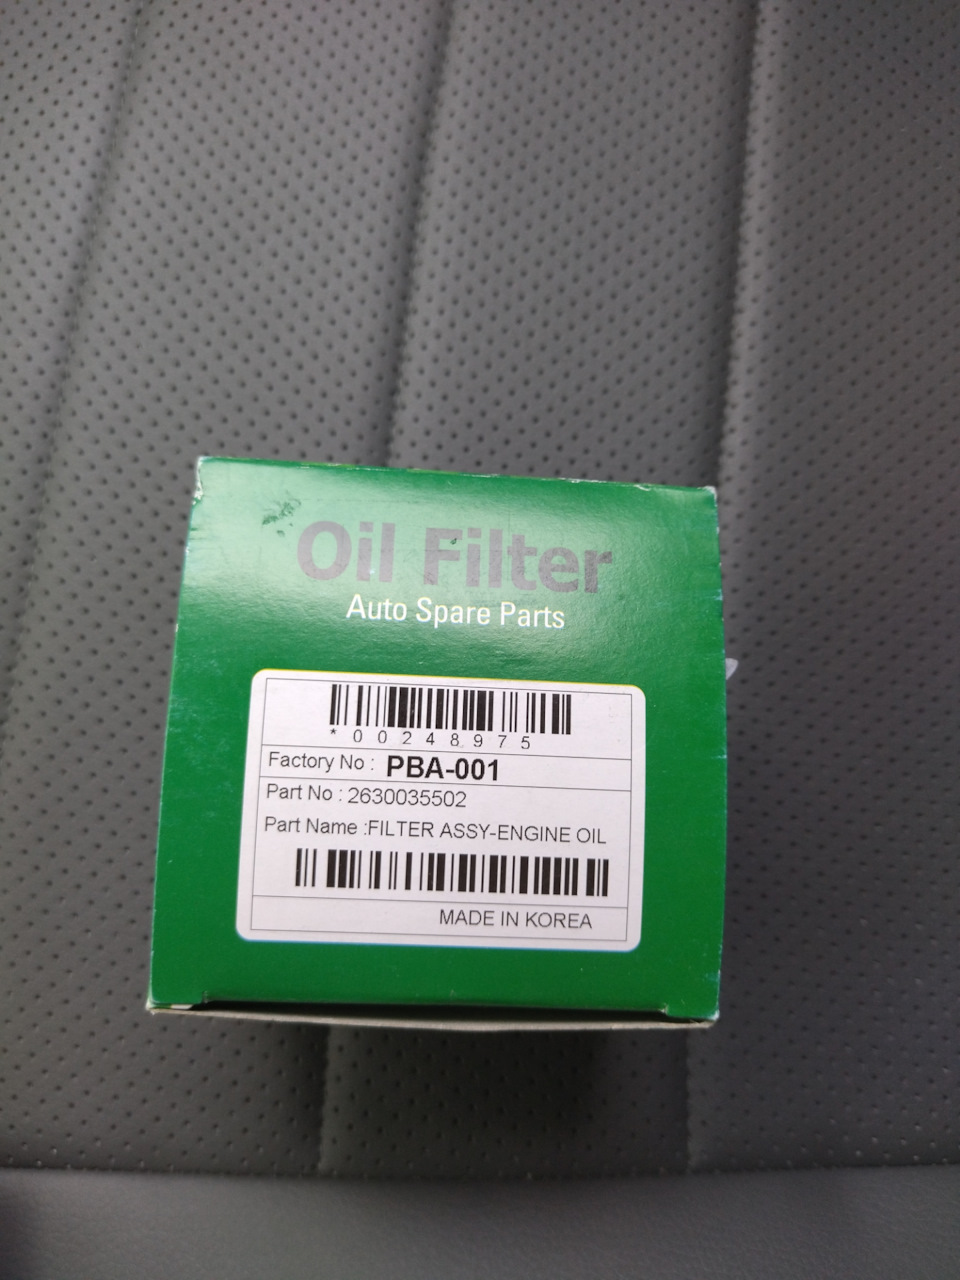 Oil Filter
Auto Spare Parts
*00248975
Factory No : PBA-001
Part No : 2630035502
Part Name :FILTER ASSY-ENGINE OIL
MADE IN KOREA